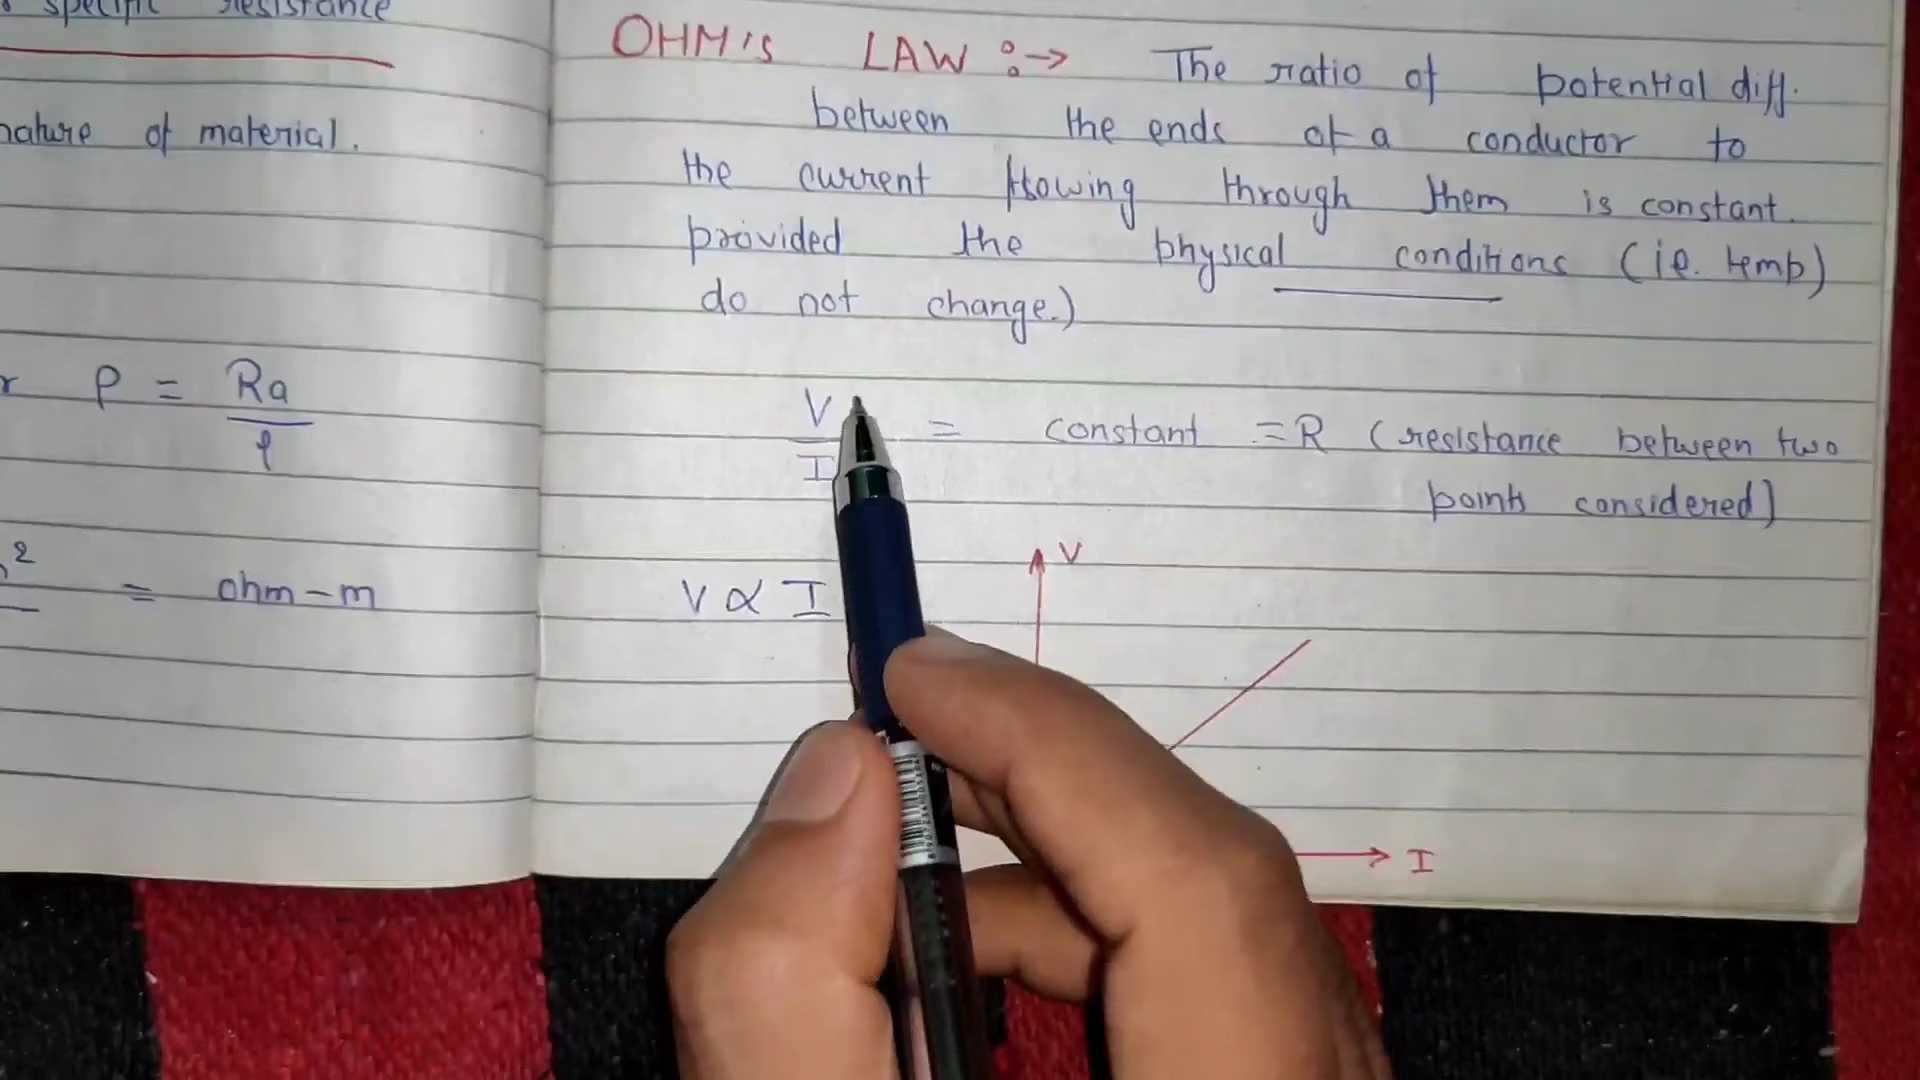 specific resistance
nature of material.
ρ = Ra
l
2
= ohm-m
OHM's LAW :→ The ratio of potential diff.
between the ends of a conductor to
the current flowing through them is constant.
provided the physical conditions (ie. temp)
do not change.)
V
I
= constant = R (resistance between two
points considered]
V ∝ I
V
I